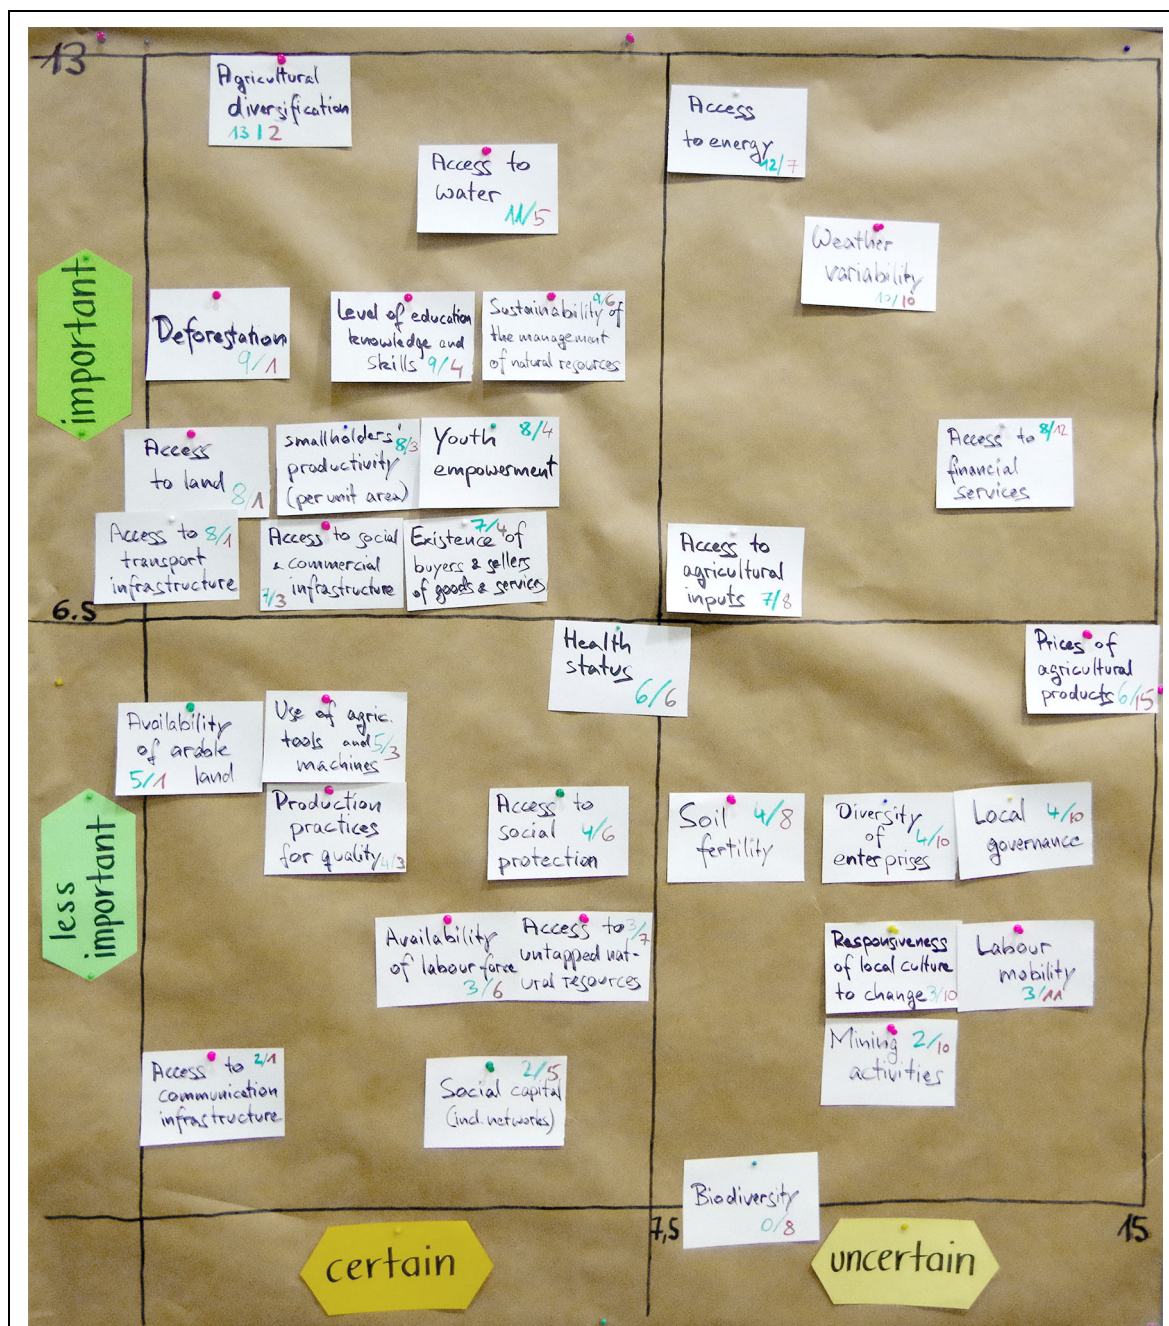 13
Agricultural
diversification
13 | 2
Access to
water
11/5
Access
to energy
12/7
Weather
variability
10/10
important
Deforestation
9/1
Level of education
knowledge and
skills 9/4
9/6
Sustainability of
the management
of natural resources
Access
to land 8/1
smallholders'
8/3
productivity
(per unit area)
Youth 8/4
empowerment
Access to 8/12
financial
services
Access to 8/1
transport
infrastructure
Access to social
& commercial
7/3 infrastructure
7/4
Existence of
buyers & sellers
of goods & services
Access to
agricultural
inputs 7/8
6.5
Health
status
6/6
Prices of
agricultural
products 6/15
Availability
of arable
5/1 land
Use of agric.
tools and 5/3
machines
Production
practices
for quality 4/3
Access to
social 4/6
protection
Soil 4/8
fertility
Diversity
of 4/10
enterprises
Local 4/10
governance
less
important
Availability
of labour force
3/6
Access to 3/7
untapped nat-
ural resources
Responsiveness
of local culture
to change 3/10
Labour
mobility
3/11
Mining 2/10
activities
Access to 2/1
communication
infrastructure
2/5
Social capital
(incl. networks)
Biodiversity
0/8
7,5
15
certain
uncertain